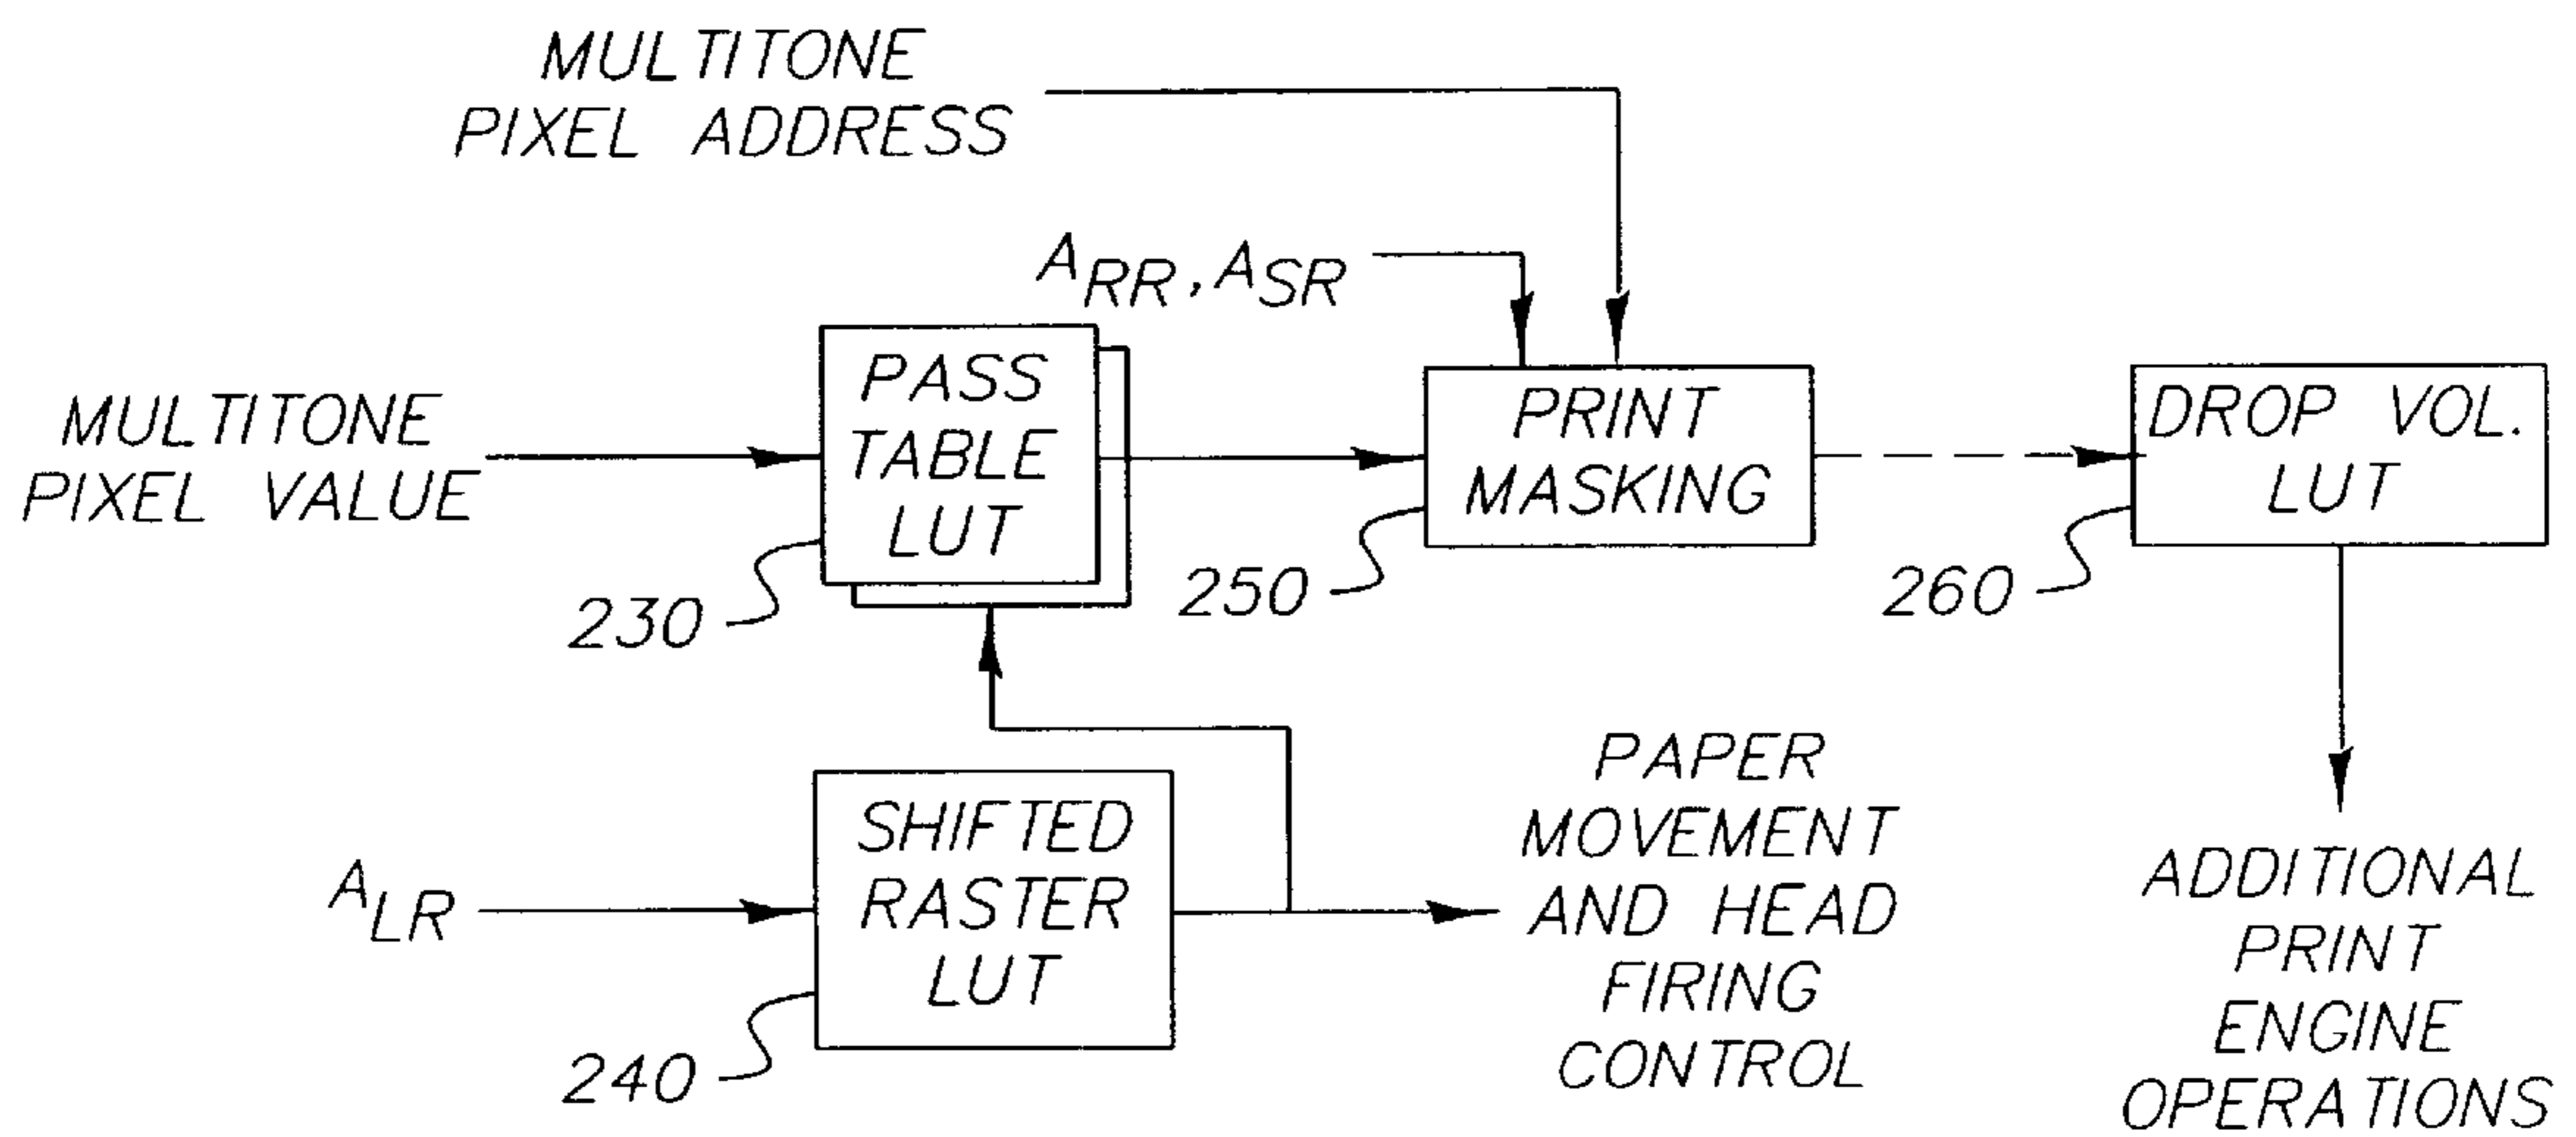 MULTITONE
PIXEL ADDRESS
A_RR, A_SR
MULTITONE
PIXEL VALUE
PASS
TABLE
LUT
230
PRINT
MASKING
250
DROP VOL.
LUT
260
A_LR
SHIFTED
RASTER
LUT
240
PAPER
MOVEMENT
AND HEAD
FIRING
CONTROL
ADDITIONAL
PRINT
ENGINE
OPERATIONS